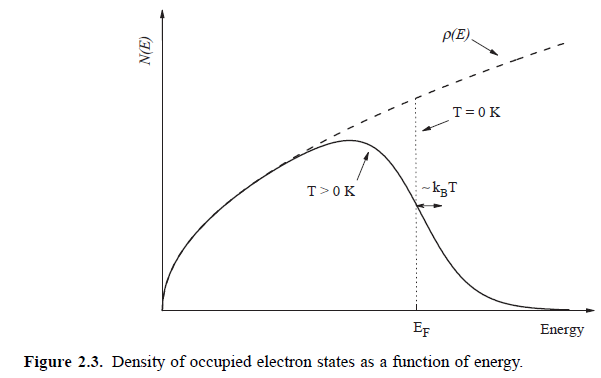 N(E)
ρ(E)
T = 0 K
T > 0 K
~k_BT
E_F
Energy
Figure 2.3. Density of occupied electron states as a function of energy.